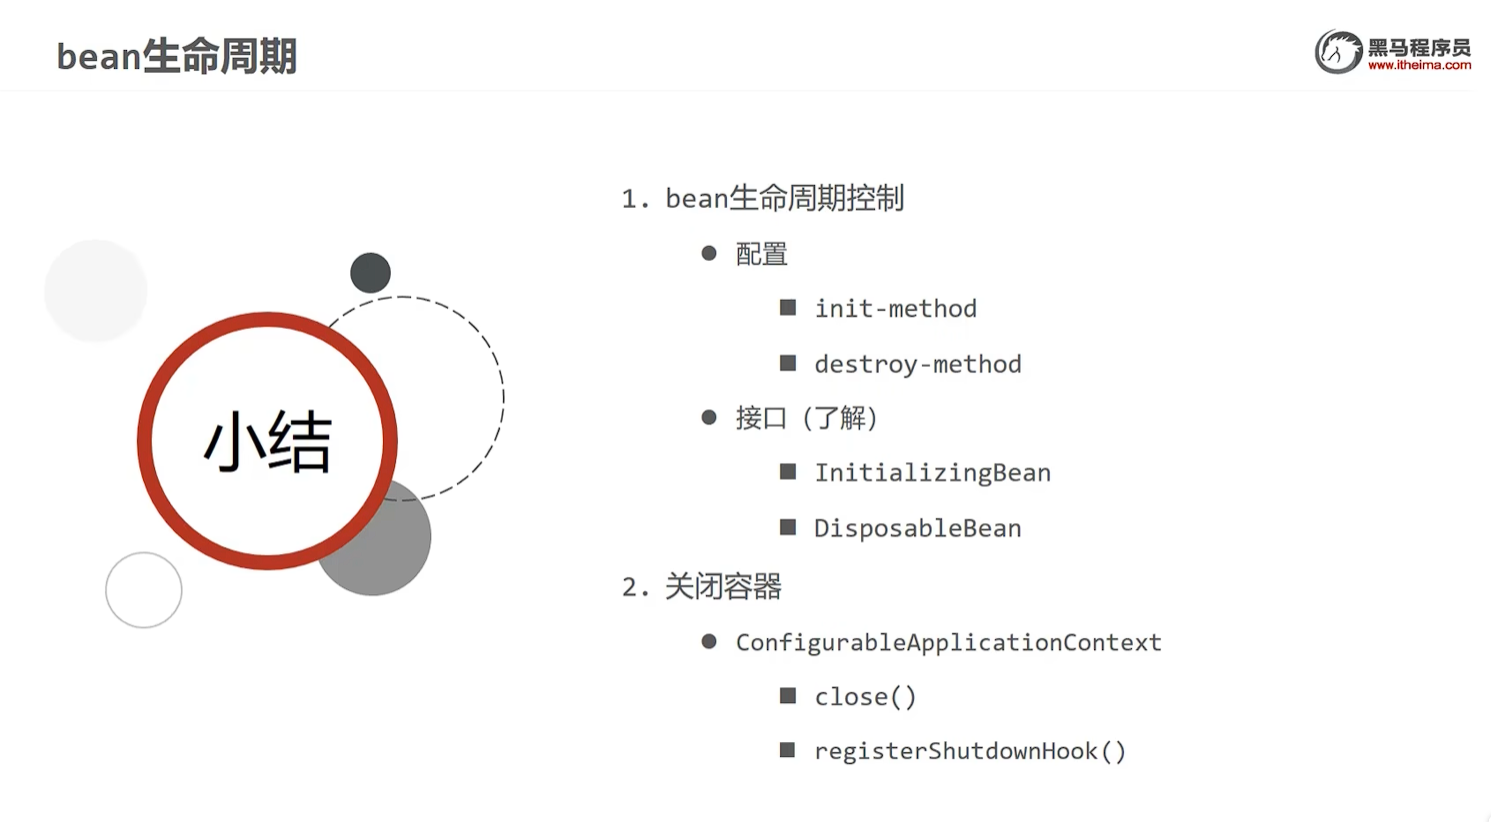 bean生命周期
黑马程序员
www.itheima.com
小结
1. bean生命周期控制
● 配置
■ init-method
■ destroy-method
● 接口（了解）
■ InitializingBean
■ DisposableBean
2. 关闭容器
● ConfigurableApplicationContext
■ close()
■ registerShutdownHook()